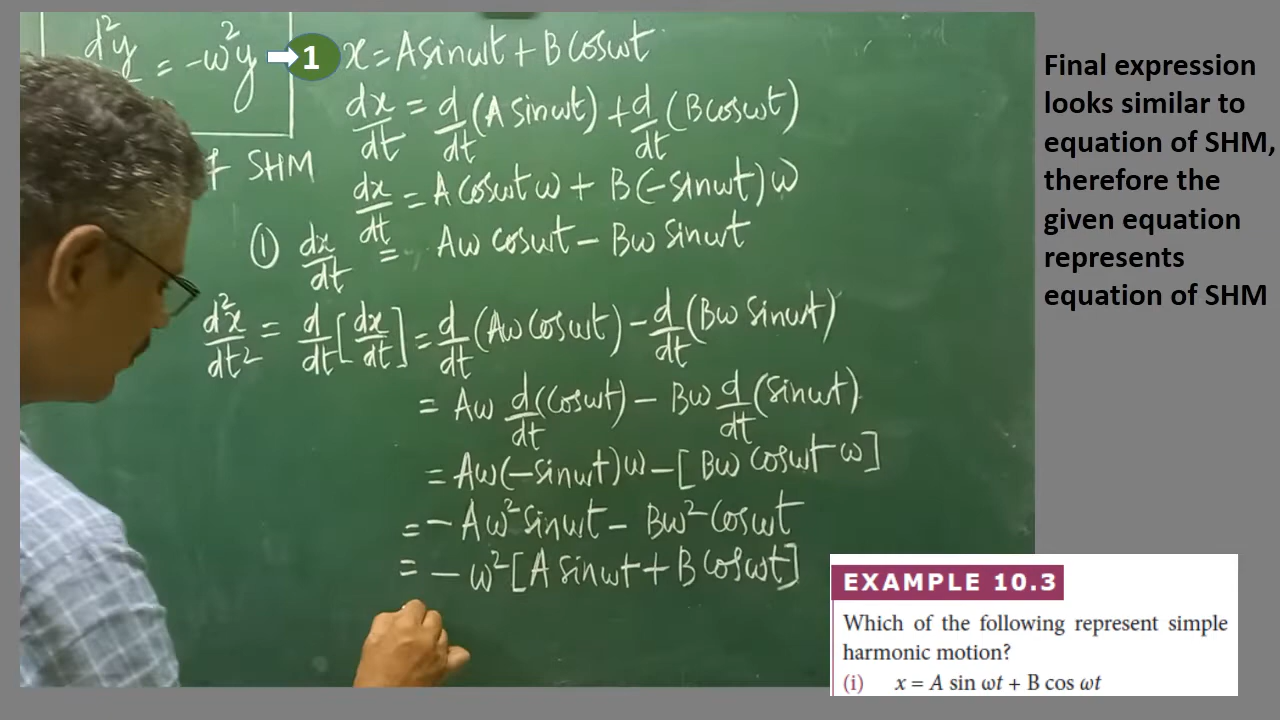 d²y
= -ω²y
1
x = A sinωt + B cosωt
dx/dt = d/dt (A sinωt) + d/dt (B cosωt)
of SHM
dx/dt = A cosωt ω + B(-sinωt) ω
① dx/dt = Aω cosωt - Bω sinωt
d²x/dt² = d/dt [dx/dt] = d/dt (Aω cosωt) - d/dt (Bω sinωt)
= Aω d/dt (cosωt) - Bω d/dt (sinωt)
= Aω(-sinωt)ω - [Bω cosωt ω]
= - Aω² sinωt - Bω² cosωt
= - ω² [A sinωt + B cosωt]
Final expression
looks similar to
equation of SHM,
therefore the
given equation
represents
equation of SHM
EXAMPLE 10.3
Which of the following represent simple
harmonic motion?
(i) x = A sin ωt + B cos ωt